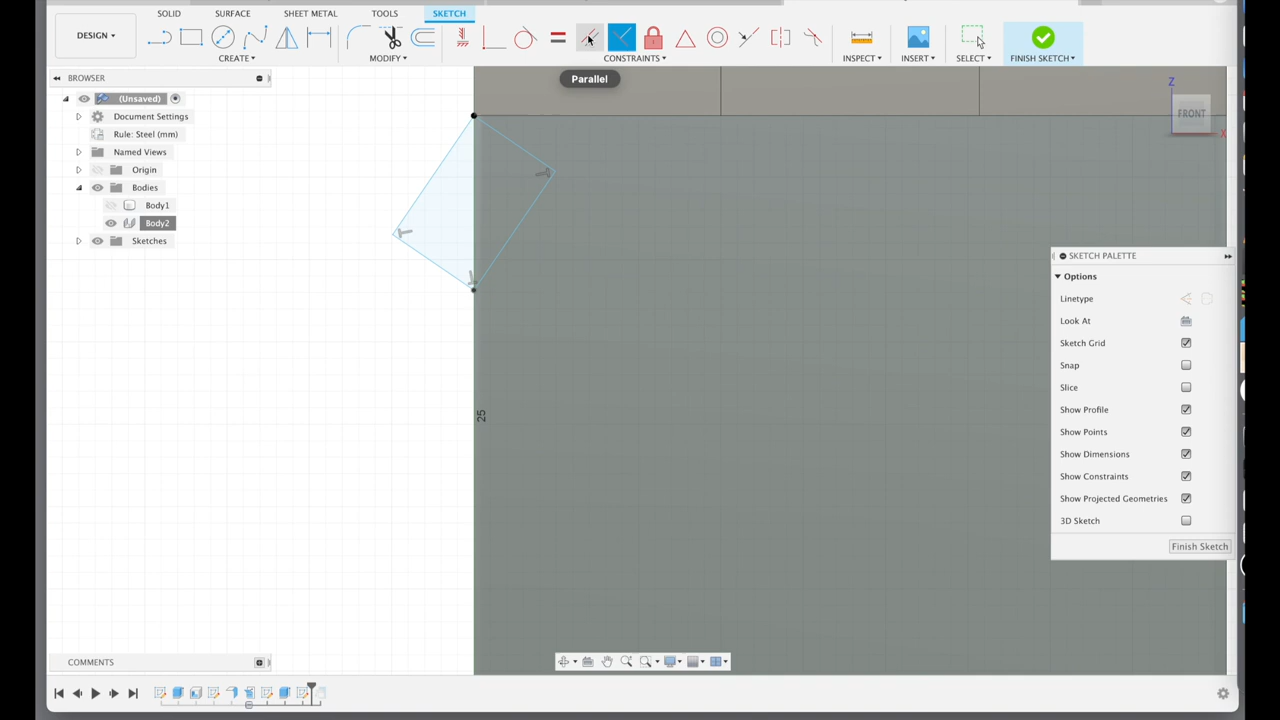 SOLID SURFACE SHEET METAL TOOLS SKETCH
DESIGN
CREATE MODIFY CONSTRAINTS INSPECT INSERT SELECT FINISH SKETCH
Parallel
BROWSER
(Unsaved)
Document Settings
Rule: Steel (mm)
Named Views
Origin
Bodies
Body1
Body2
Sketches
Z
FRONT
X
25
SKETCH PALETTE
Options
Linetype
Look At
Sketch Grid
Snap
Slice
Show Profile
Show Points
Show Dimensions
Show Constraints
Show Projected Geometries
3D Sketch
Finish Sketch
COMMENTS